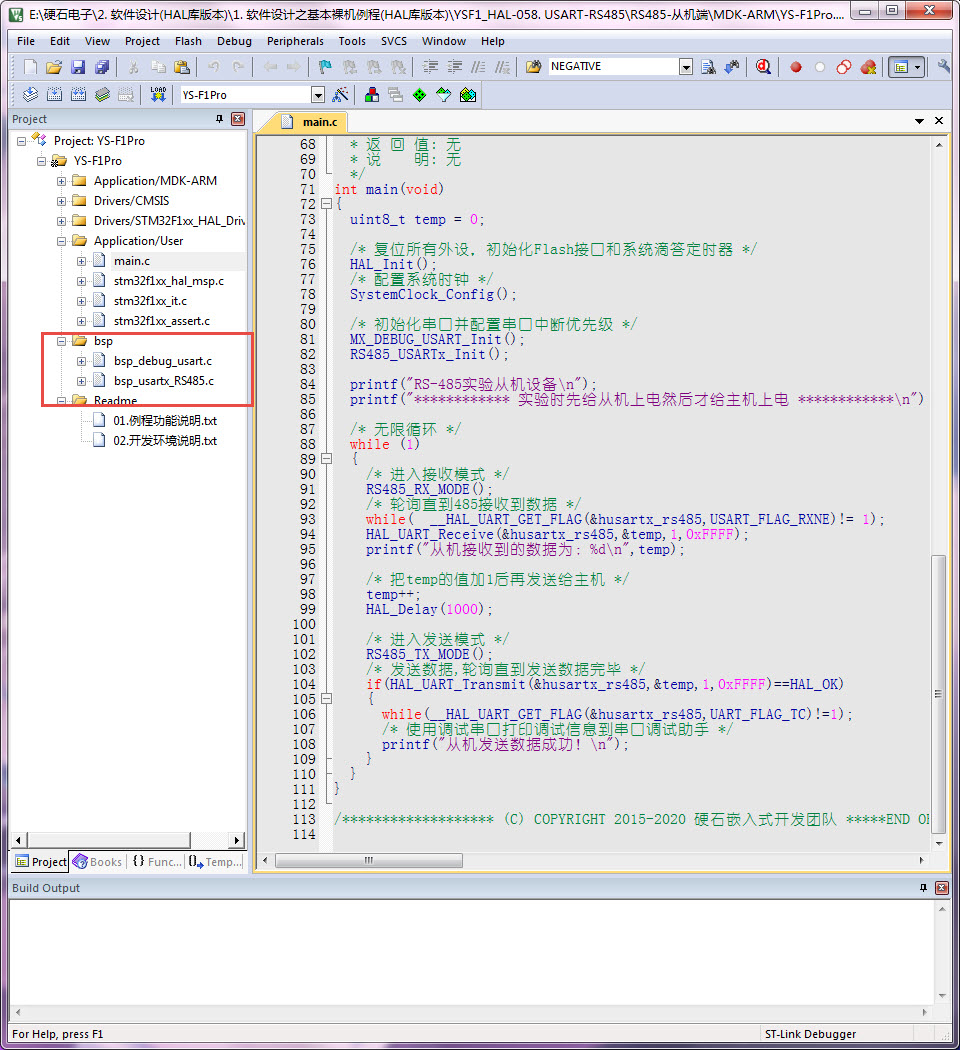 E:\硬石电子\2. 软件设计(HAL库版本)\1. 软件设计之基本裸机例程(HAL库版本)\YSF1_HAL-058. USART-RS485\RS485-从机端\MDK-ARM\YS-F1Pro....
File Edit View Project Flash Debug Peripherals Tools SVCS Window Help
NEGATIVE
LOAD YS-F1Pro
Project
main.c
Project: YS-F1Pro
YS-F1Pro
Application/MDK-ARM
Drivers/CMSIS
Drivers/STM32F1xx_HAL_Driv
Application/User
main.c
stm32f1xx_hal_msp.c
stm32f1xx_it.c
stm32f1xx_assert.c
bsp
bsp_debug_usart.c
bsp_usartx_RS485.c
Readme
01.例程功能说明.txt
02.开发环境说明.txt
68 * 返 回 值: 无
69 * 说 明: 无
70 */
71 int main(void)
72 {
73 uint8_t temp = 0;
74
75 /* 复位所有外设, 初始化Flash接口和系统滴答定时器 */
76 HAL_Init();
77 /* 配置系统时钟 */
78 SystemClock_Config();
79
80 /* 初始化串口并配置串口中断优先级 */
81 MX_DEBUG_USART_Init();
82 RS485_USARTx_Init();
83
84 printf("RS-485实验从机设备\n");
85 printf("************ 实验时先给从机上电然后才给主机上电 ************\n")
86
87 /* 无限循环 */
88 while (1)
89 {
90 /* 进入接收模式 */
91 RS485_RX_MODE();
92 /* 轮询直到485接收到数据 */
93 while( __HAL_UART_GET_FLAG(&husartx_rs485,USART_FLAG_RXNE)!= 1);
94 HAL_UART_Receive(&husartx_rs485,&temp,1,0xFFFF);
95 printf("从机接收到的数据为: %d\n",temp);
96
97 /* 把temp的值加1后再发送给主机 */
98 temp++;
99 HAL_Delay(1000);
100
101 /* 进入发送模式 */
102 RS485_TX_MODE();
103 /* 发送数据,轮询直到发送数据完毕 */
104 if(HAL_UART_Transmit(&husartx_rs485,&temp,1,0xFFFF)==HAL_OK)
105 {
106 while(__HAL_UART_GET_FLAG(&husartx_rs485,UART_FLAG_TC)!=1);
107 /* 使用调试串口打印调试信息到串口调试助手 */
108 printf("从机发送数据成功! \n");
109 }
110 }
111 }
112
113 /******************* (C) COPYRIGHT 2015-2020 硬石嵌入式开发团队 *****END O
114
Project Books {} Func... {} Temp...
Build Output
For Help, press F1 ST-Link Debugger